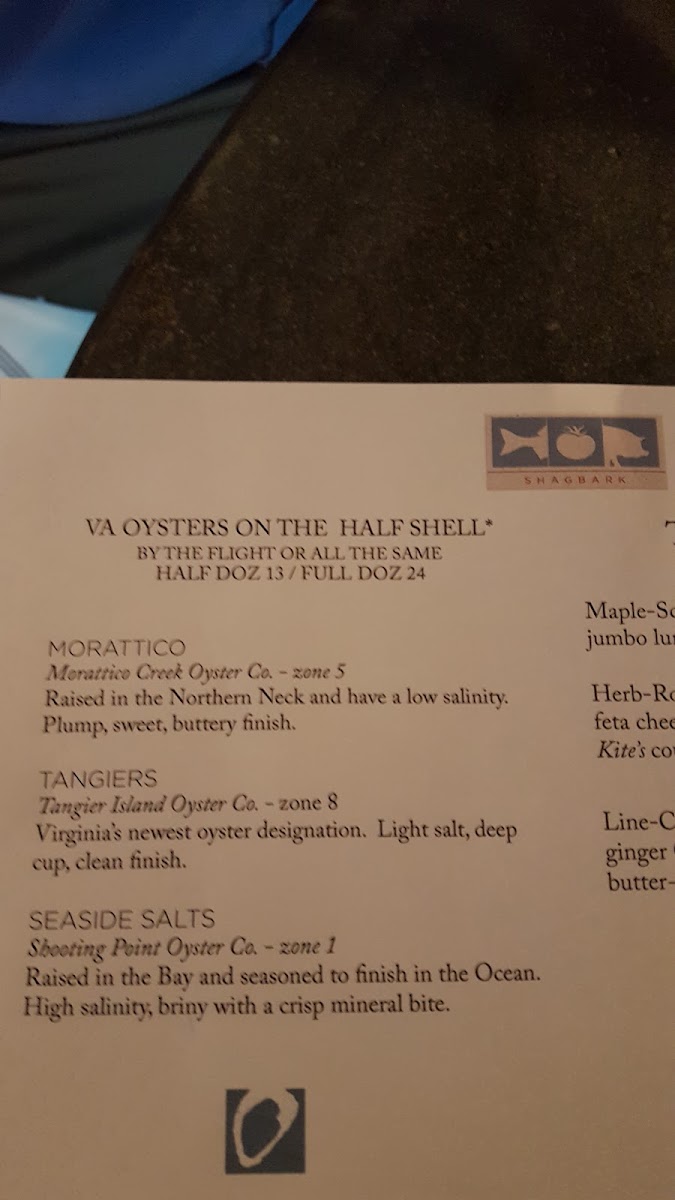 SHAGBARK
VA OYSTERS ON THE HALF SHELL*
BY THE FLIGHT OR ALL THE SAME
HALF DOZ 13 / FULL DOZ 24
MORATTICO
Morattico Creek Oyster Co. - zone 5
Raised in the Northern Neck and have a low salinity.
Plump, sweet, buttery finish.
TANGIERS
Tangier Island Oyster Co. - zone 8
Virginia's newest oyster designation. Light salt, deep
cup, clean finish.
SEASIDE SALTS
Shooting Point Oyster Co. - zone 1
Raised in the Bay and seasoned to finish in the Ocean.
High salinity, briny with a crisp mineral bite.
Maple-
jumbo
Herb-
feta
Kite's
Line-
ginger
butter-